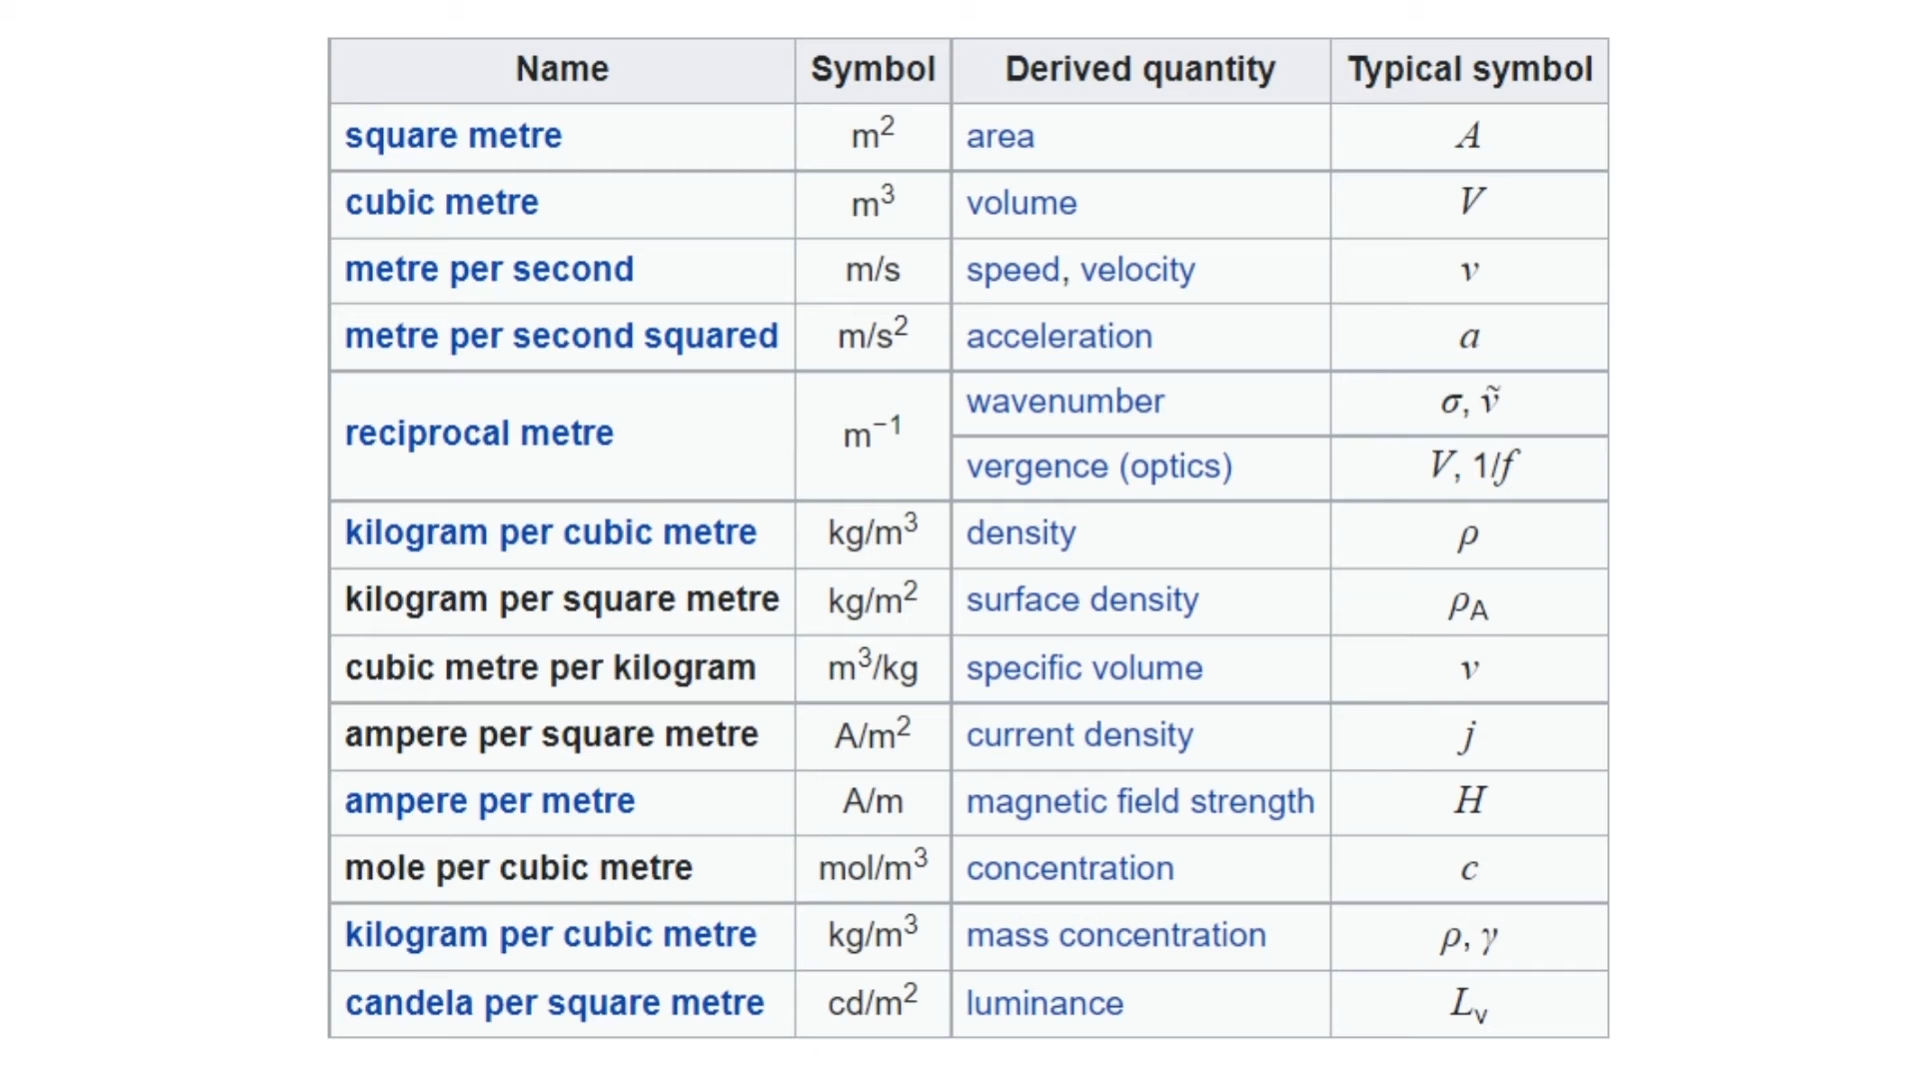 Name Symbol Derived quantity Typical symbol
square metre m² area A
cubic metre m³ volume V
metre per second m/s speed, velocity v
metre per second squared m/s² acceleration a
reciprocal metre m⁻¹ wavenumber σ, ṽ
vergence (optics) V, 1/f
kilogram per cubic metre kg/m³ density ρ
kilogram per square metre kg/m² surface density ρA
cubic metre per kilogram m³/kg specific volume v
ampere per square metre A/m² current density j
ampere per metre A/m magnetic field strength H
mole per cubic metre mol/m³ concentration c
kilogram per cubic metre kg/m³ mass concentration ρ, γ
candela per square metre cd/m² luminance Lv